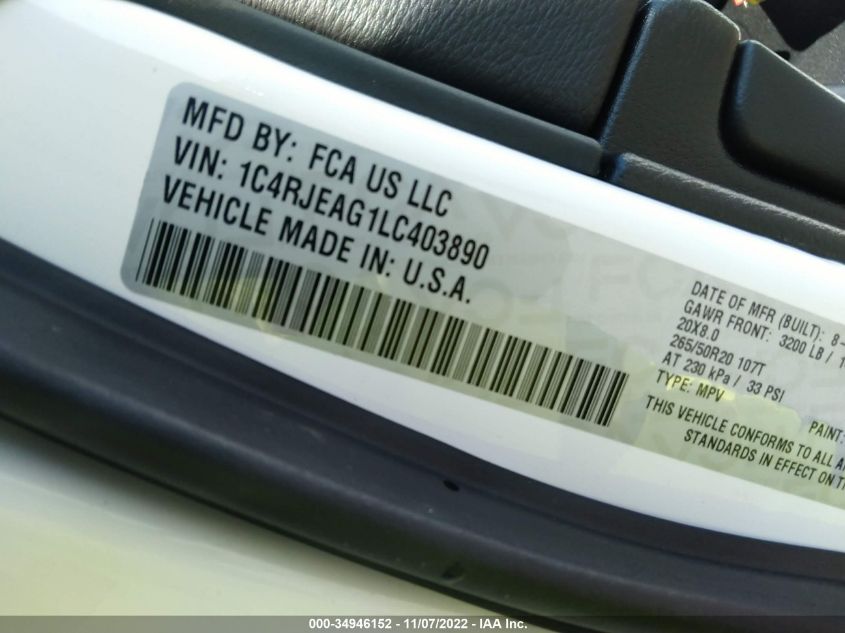 MFD BY: FCA US LLC
VIN: 1C4RJEAG1LC403890
VEHICLE MADE IN: U.S.A.
DATE OF MFR (BUILT): 8-
GAWR FRONT: 3200 LB / 1
20X8.0
265/50R20 107T
AT 230 kPa / 33 PSI
TYPE: MPV
PAINT:
THIS VEHICLE CONFORMS TO ALL
STANDARDS IN EFFECT ON
000-34946152 - 11/07/2022 - IAA Inc.